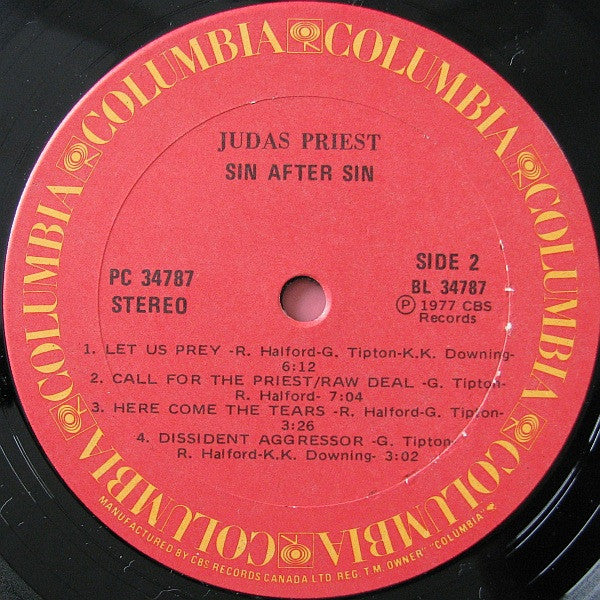 COLUMBIA COLUMBIA COLUMBIA COLUMBIA COLUMBIA COLUMBIA
JUDAS PRIEST
SIN AFTER SIN
PC 34787
STEREO
SIDE 2
BL 34787
Ⓟ 1977 CBS
Records
1. LET US PREY -R. Halford-G. Tipton-K.K. Downing-
6:12
2. CALL FOR THE PRIEST/RAW DEAL -G. Tipton-
R. Halford- 7:04
3. HERE COME THE TEARS -R. Halford-G. Tipton-
3:26
4. DISSIDENT AGGRESSOR -G. Tipton-
R. Halford-K.K. Downing- 3:02
MANUFACTURED BY CBS RECORDS CANADA LTD REG. T.M. OWNER "COLUMBIA"